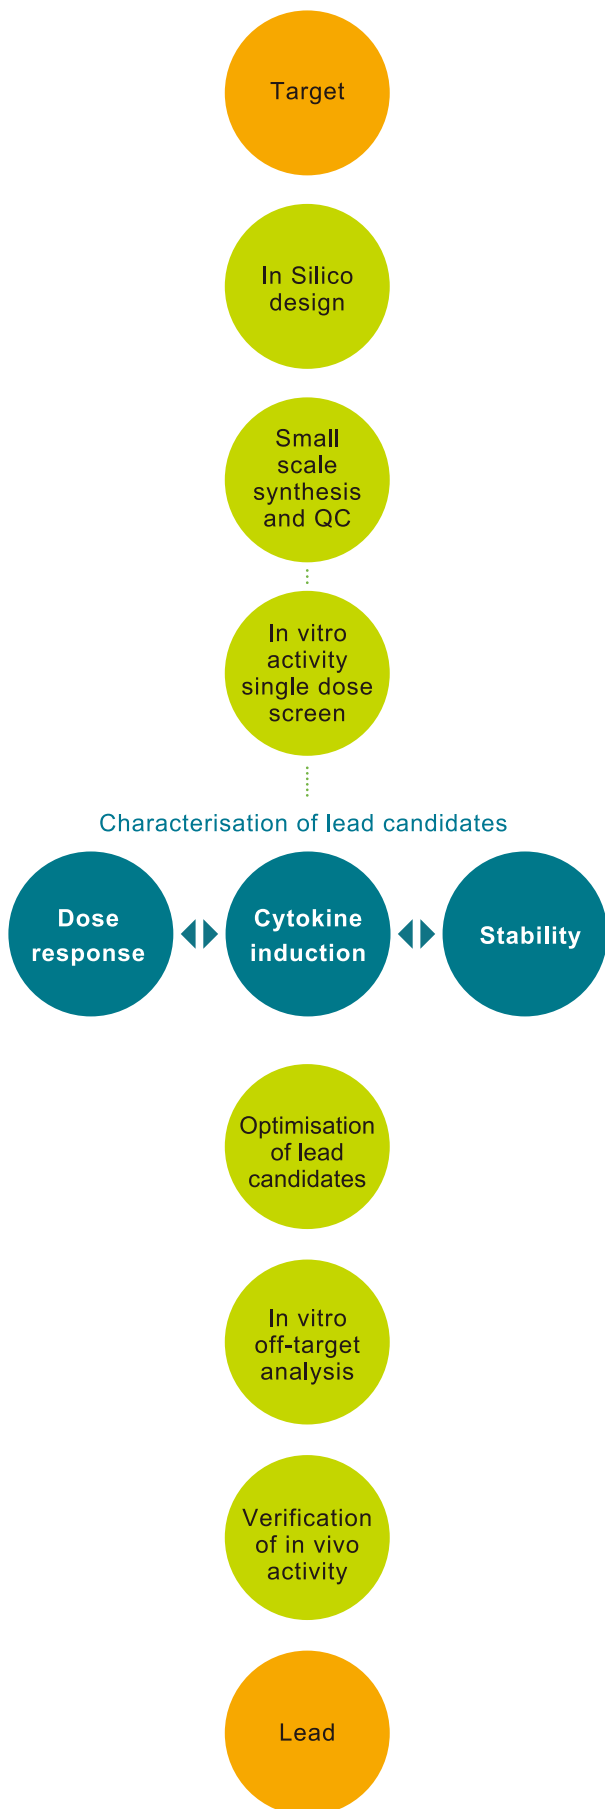 Target
In Silico
design
Small
scale
synthesis
and QC
In vitro
activity
single dose
screen
Characterisation of lead candidates
Dose
response
Cytokine
induction
Stability
Optimisation
of lead
candidates
In vitro
off-target
analysis
Verification
of in vivo
activity
Lead